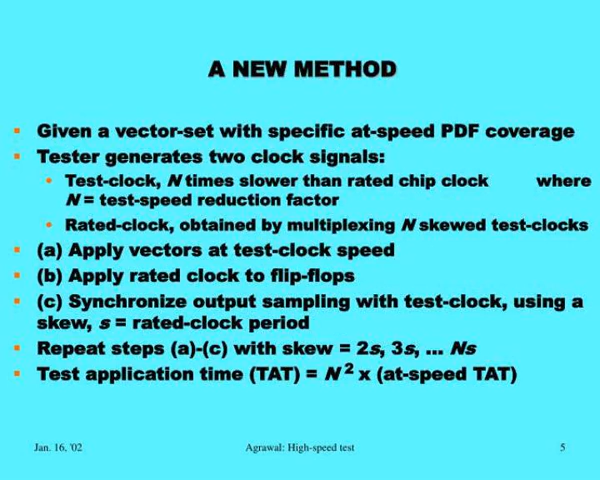 A NEW METHOD
Given a vector-set with specific at-speed PDF coverage
Tester generates two clock signals:
Test-clock, N times slower than rated chip clock where
N = test-speed reduction factor
Rated-clock, obtained by multiplexing N skewed test-clocks
(a) Apply vectors at test-clock speed
(b) Apply rated clock to flip-flops
(c) Synchronize output sampling with test-clock, using a
skew, s = rated-clock period
Repeat steps (a)-(c) with skew = 2s, 3s, ... Ns
Test application time (TAT) = N 2 x (at-speed TAT)
Jan. 16, '02 Agrawal: High-speed test 5